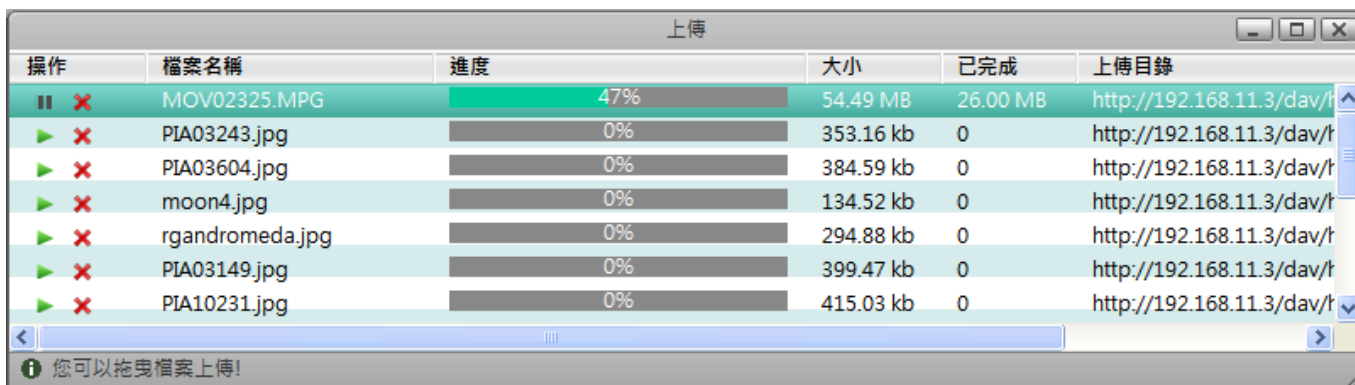 上傳
操作 檔案名稱 進度 大小 已完成 上傳目錄
MOV02325.MPG 47% 54.49 MB 26.00 MB http://192.168.11.3/dav/h
PIA03243.jpg 0% 353.16 kb 0 http://192.168.11.3/dav/h
PIA03604.jpg 0% 384.59 kb 0 http://192.168.11.3/dav/h
moon4.jpg 0% 134.52 kb 0 http://192.168.11.3/dav/h
rgandromeda.jpg 0% 294.88 kb 0 http://192.168.11.3/dav/h
PIA03149.jpg 0% 399.47 kb 0 http://192.168.11.3/dav/h
PIA10231.jpg 0% 415.03 kb 0 http://192.168.11.3/dav/h
您可以拖曳檔案上傳!